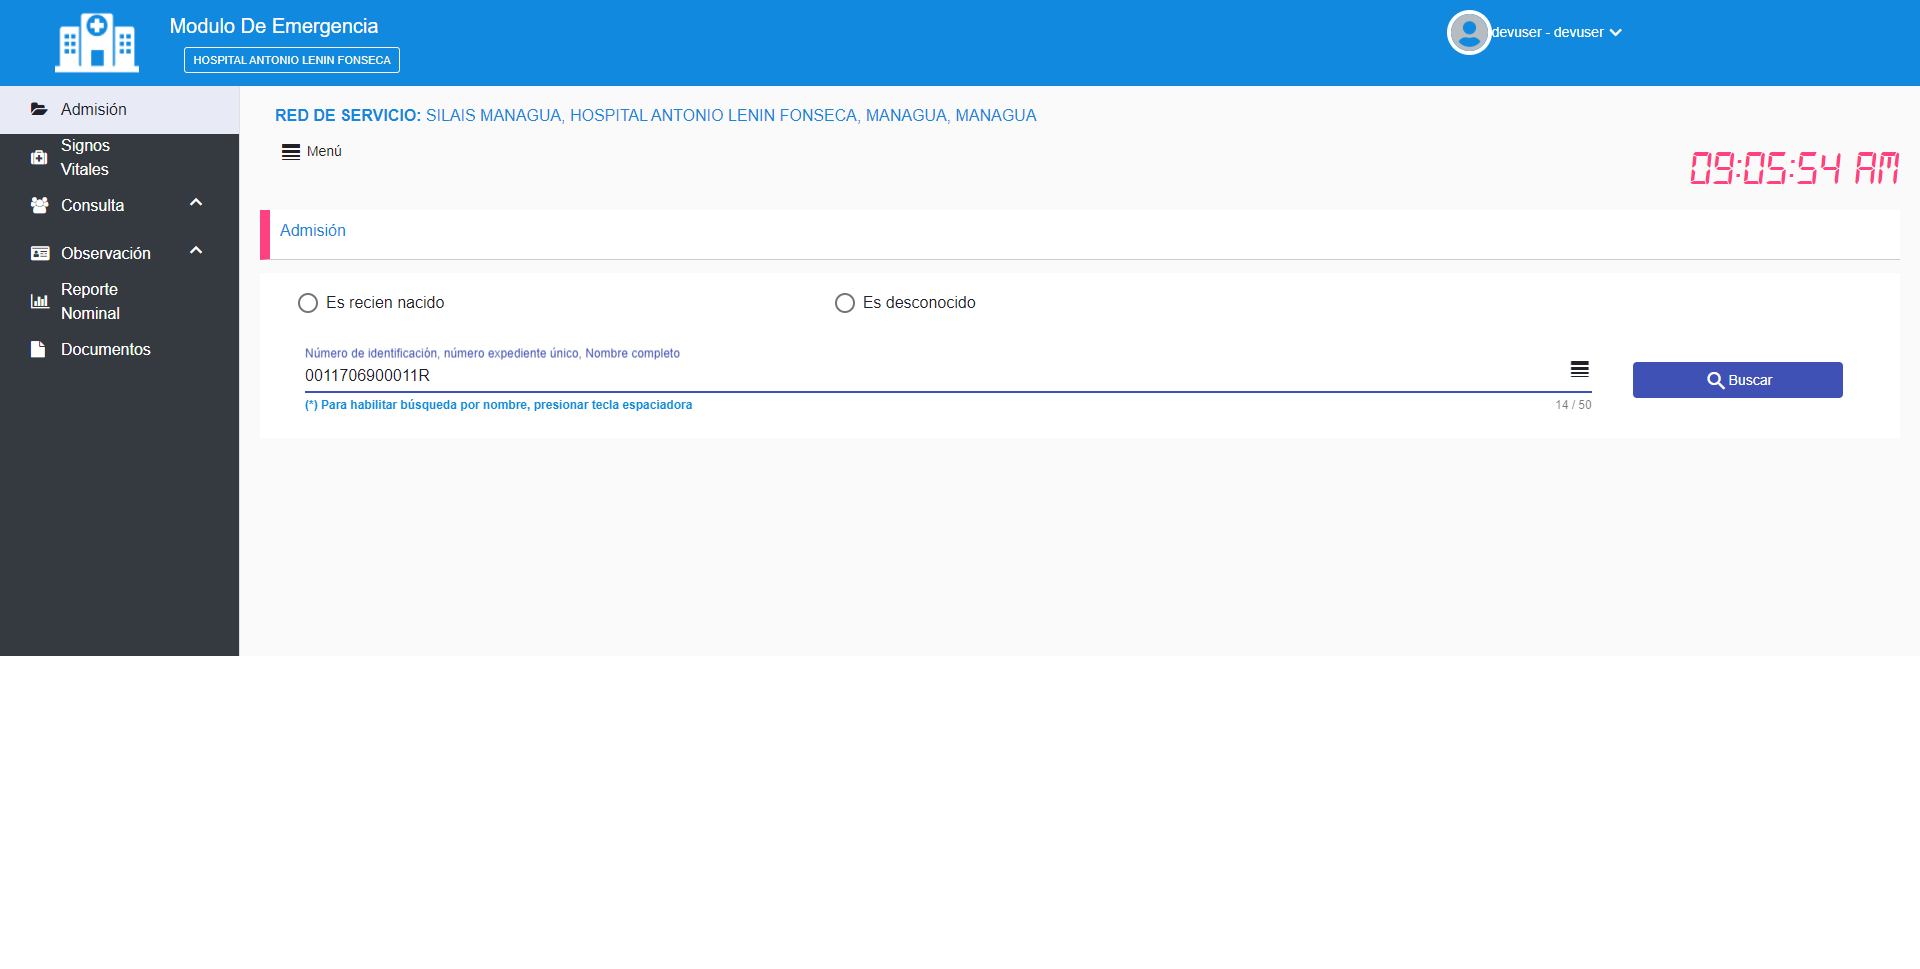 Modulo De Emergencia
HOSPITAL ANTONIO LENIN FONSECA
devuser - devuser
Admisión
Signos
Vitales
Consulta
Observación
Reporte
Nominal
Documentos
RED DE SERVICIO: SILAIS MANAGUA, HOSPITAL ANTONIO LENIN FONSECA, MANAGUA, MANAGUA
Menú
09:05:54 AM
Admisión
Es recien nacido
Es desconocido
Número de identificación, número expediente único, Nombre completo
0011706900011R
(*) Para habilitar búsqueda por nombre, presionar tecla espaciadora
14 / 50
Buscar